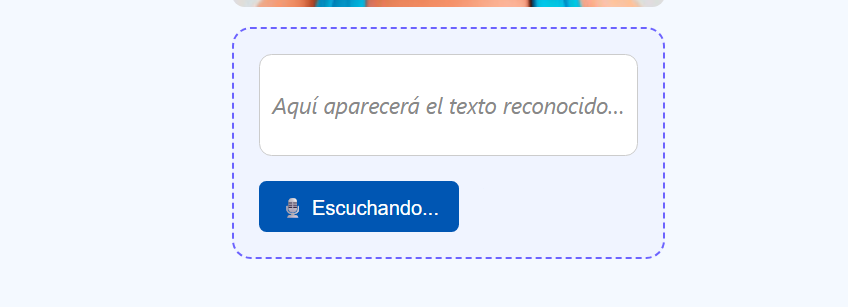 Aquí aparecerá el texto reconocido...
Escuchando...